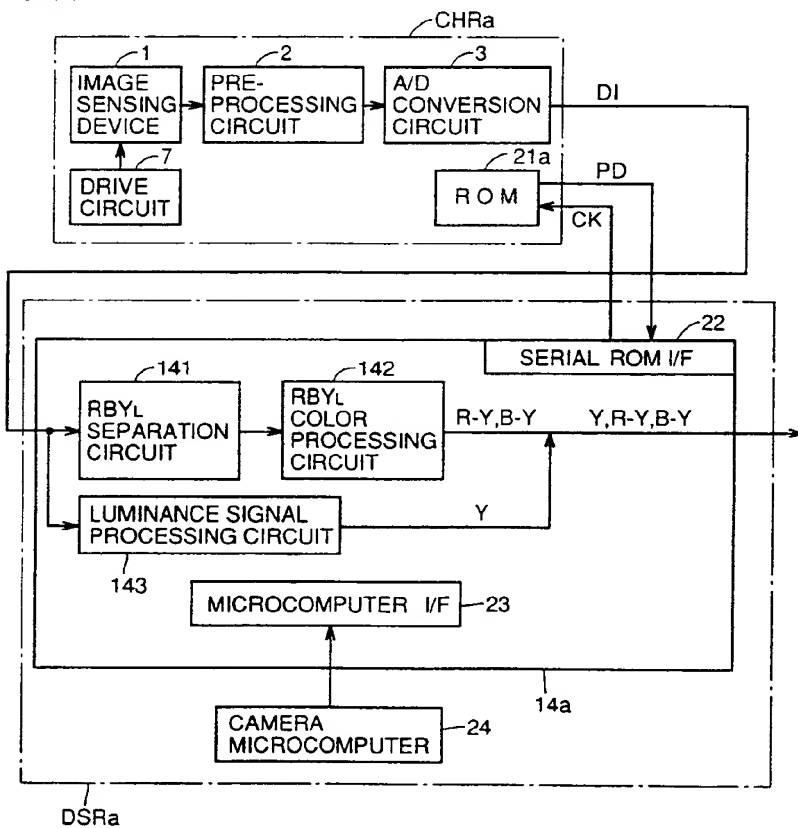 CHRa
1
2
3
IMAGE
SENSING
DEVICE
PRE-
PROCESSING
CIRCUIT
A/D
CONVERSION
CIRCUIT
DI
7
DRIVE
CIRCUIT
21a
ROM
PD
CK
22
SERIAL ROM I/F
141
142
RBYL
SEPARATION
CIRCUIT
RBYL
COLOR
PROCESSING
CIRCUIT
R-Y,B-Y
Y,R-Y,B-Y
LUMINANCE SIGNAL
PROCESSING CIRCUIT
Y
143
MICROCOMPUTER I/F
23
14a
CAMERA
MICROCOMPUTER
24
DSRa